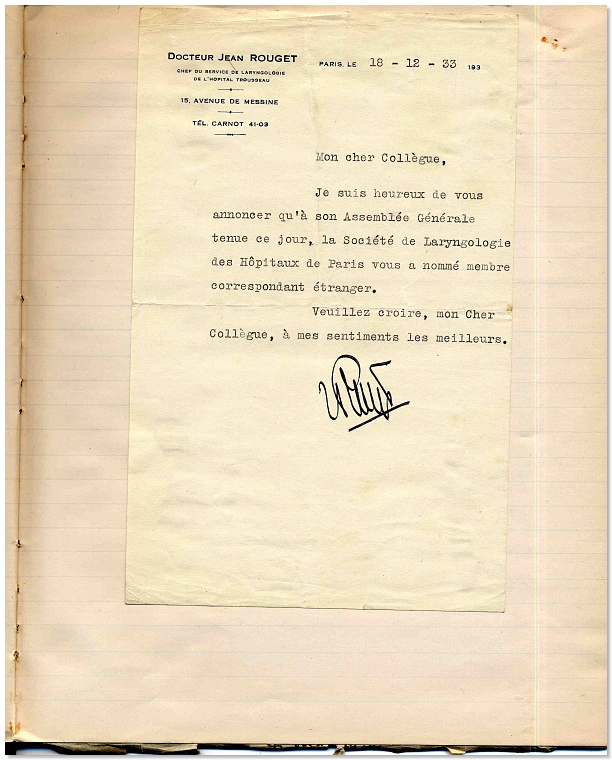 DOCTEUR JEAN ROUGET
CHEF DU SERVICE DE LARYNGOLOGIE
DE L'HOPITAL TROUSSEAU
15, AVENUE DE MESSINE
TÉL. CARNOT 41-03
PARIS, LE 18 - 12 - 33 193
Mon cher Collègue,
Je suis heureux de vous
annoncer qu'à son Assemblée Générale
tenue ce jour, la Société de Laryngologie
des Hôpitaux de Paris vous a nommé membre
correspondant étranger.
Veuillez croire, mon Cher
Collègue, à mes sentiments les meilleurs.